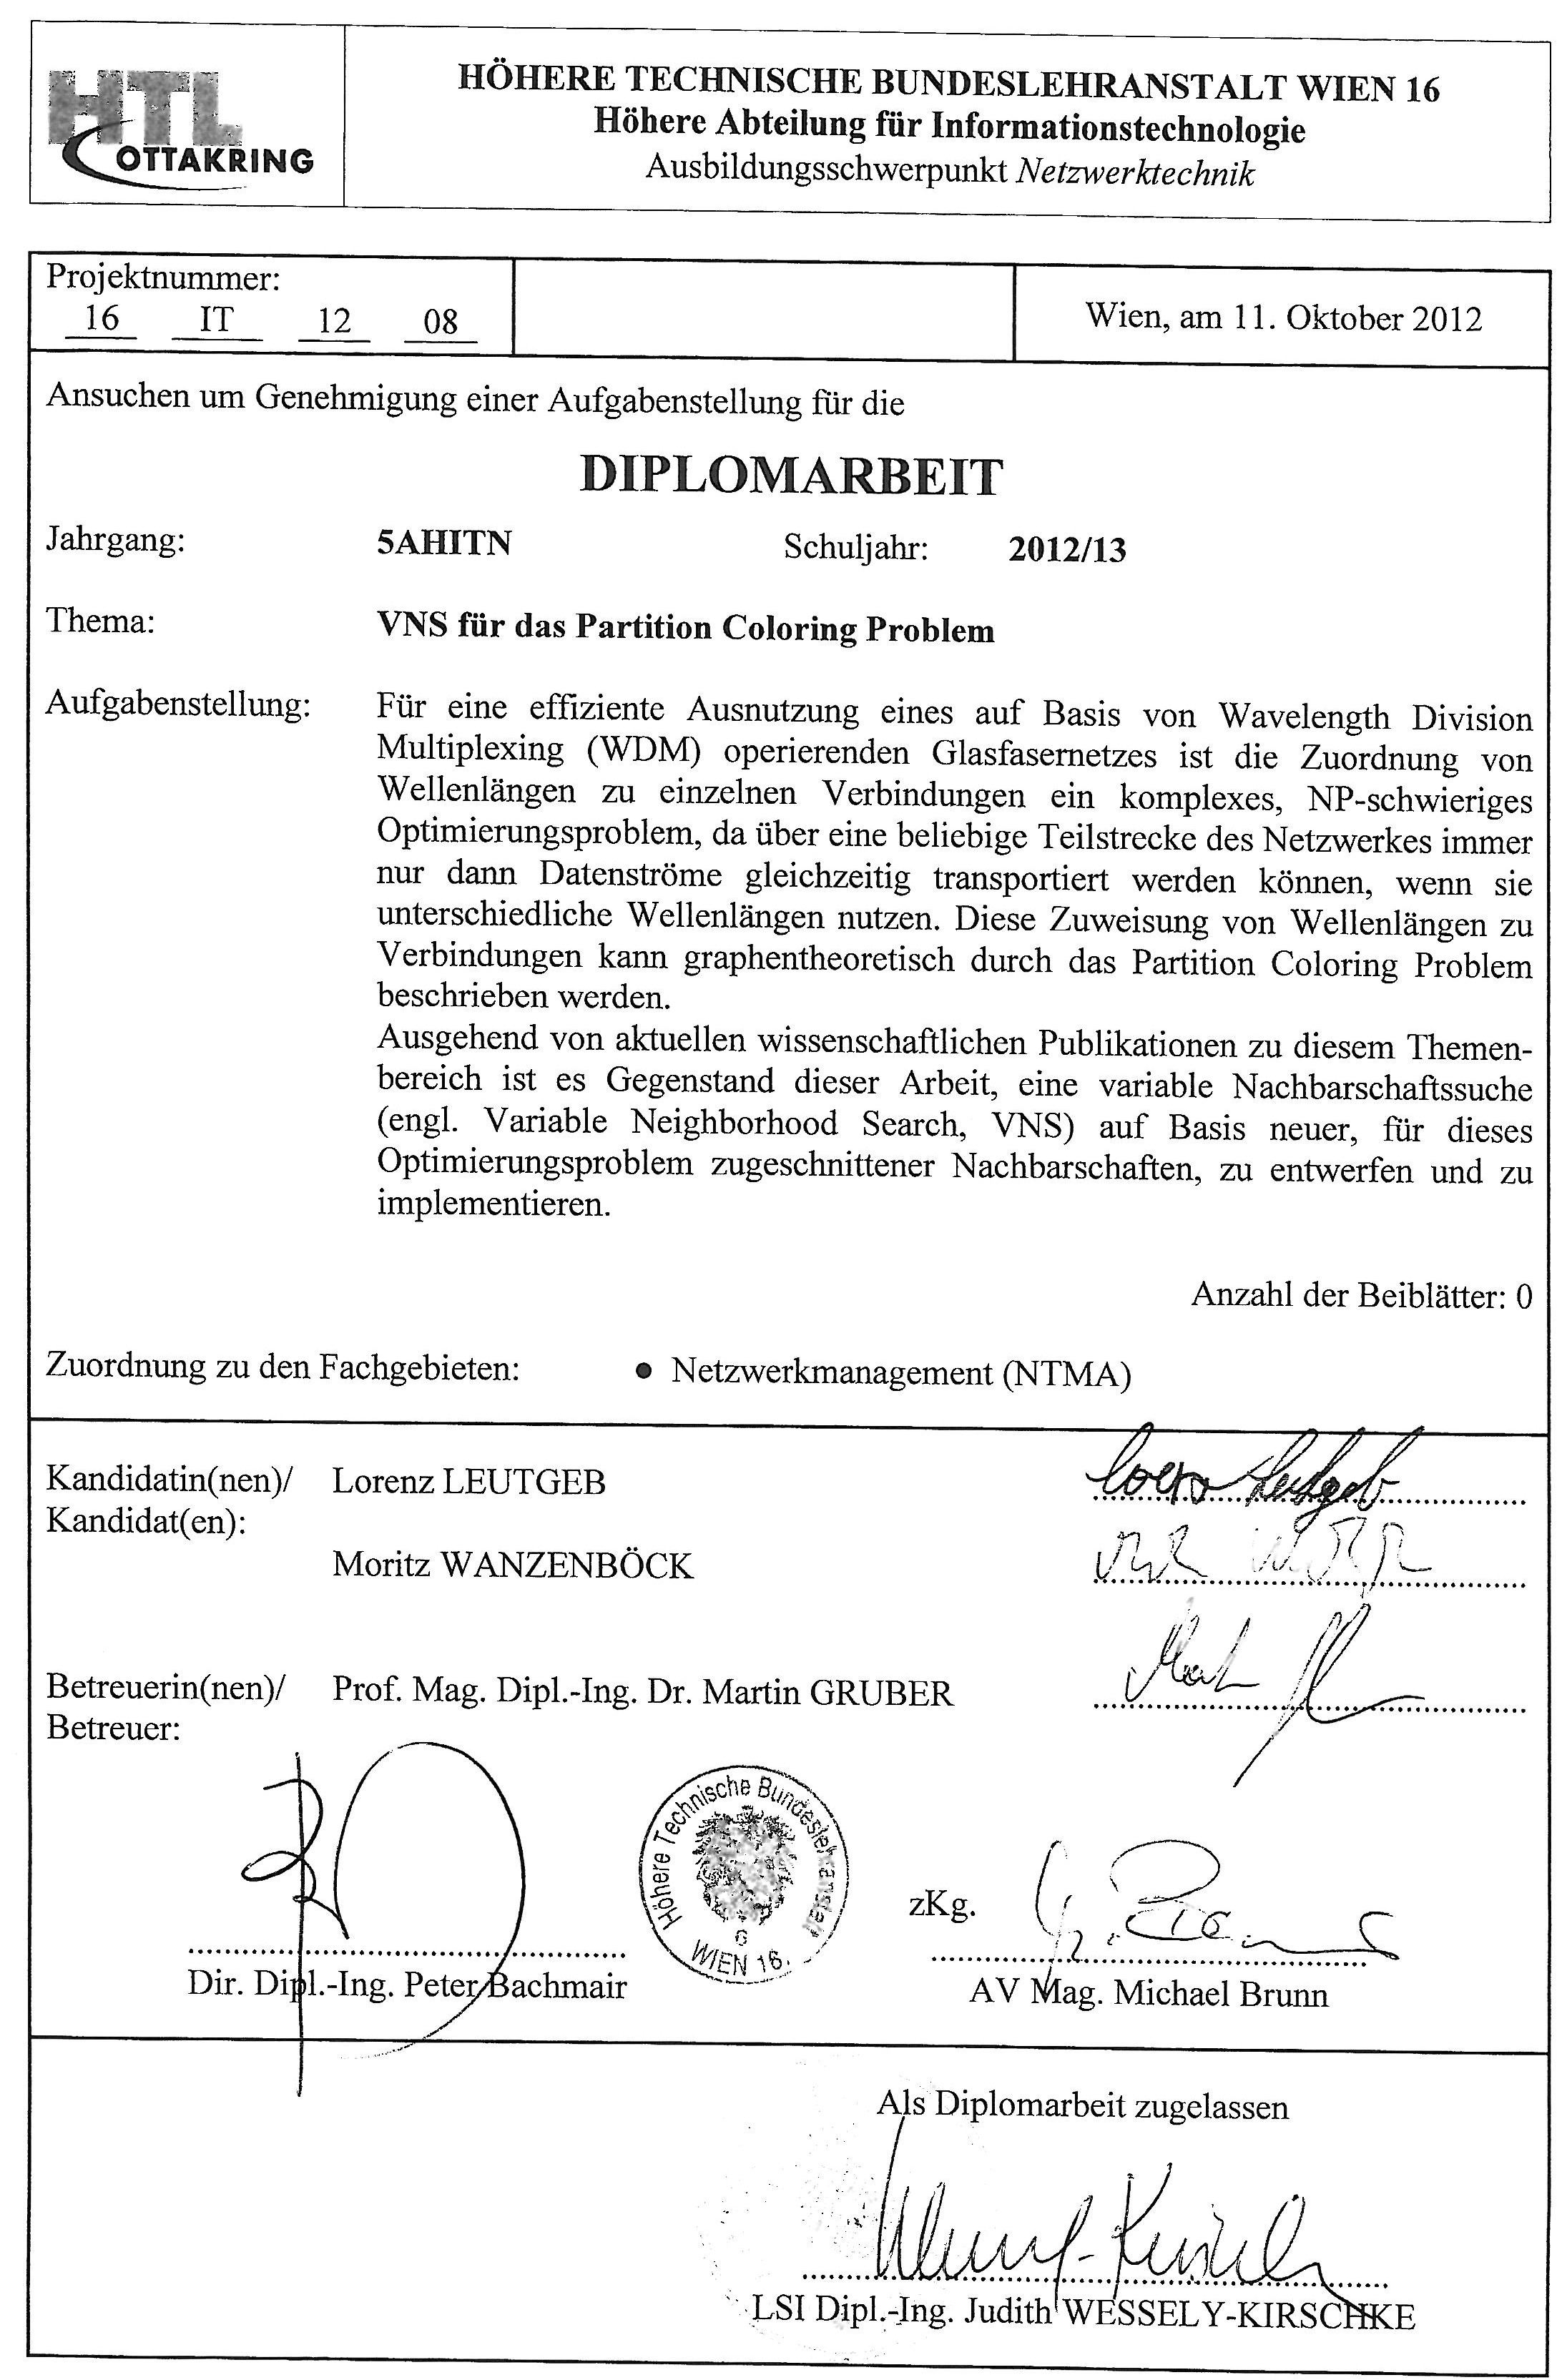 HTL
OTTAKRING
HÖHERE TECHNISCHE BUNDESLEHRANSTALT WIEN 16
Höhere Abteilung für Informationstechnologie
Ausbildungsschwerpunkt Netzwerktechnik
Projektnummer:
16 IT 12 08
Wien, am 11. Oktober 2012
Ansuchen um Genehmigung einer Aufgabenstellung für die
DIPLOMARBEIT
Jahrgang: 5AHITN Schuljahr: 2012/13
Thema: VNS für das Partition Coloring Problem
Aufgabenstellung: Für eine effiziente Ausnutzung eines auf Basis von Wavelength Division
Multiplexing (WDM) operierenden Glasfasernetzes ist die Zuordnung von
Wellenlängen zu einzelnen Verbindungen ein komplexes, NP-schwieriges
Optimierungsproblem, da über eine beliebige Teilstrecke des Netzwerkes immer
nur dann Datenströme gleichzeitig transportiert werden können, wenn sie
unterschiedliche Wellenlängen nutzen. Diese Zuweisung von Wellenlängen zu
Verbindungen kann graphentheoretisch durch das Partition Coloring Problem
beschrieben werden.
Ausgehend von aktuellen wissenschaftlichen Publikationen zu diesem Themen-
bereich ist es Gegenstand dieser Arbeit, eine variable Nachbarschaftssuche
(engl. Variable Neighborhood Search, VNS) auf Basis neuer, für dieses
Optimierungsproblem zugeschnittener Nachbarschaften, zu entwerfen und zu
implementieren.
Anzahl der Beiblätter: 0
Zuordnung zu den Fachgebieten: • Netzwerkmanagement (NTMA)
Kandidatin(nen)/ Lorenz LEUTGEB
Kandidat(en):
Moritz WANZENBÖCK
Betreuerin(nen)/ Prof. Mag. Dipl.-Ing. Dr. Martin GRUBER
Betreuer:
Höhere Technische Bundeslehranstalt
6
WIEN 16.
zKg.
Dir. Dipl.-Ing. Peter Bachmair
AV Mag. Michael Brunn
Als Diplomarbeit zugelassen
LSI Dipl.-Ing. Judith WESSELY-KIRSCHKE